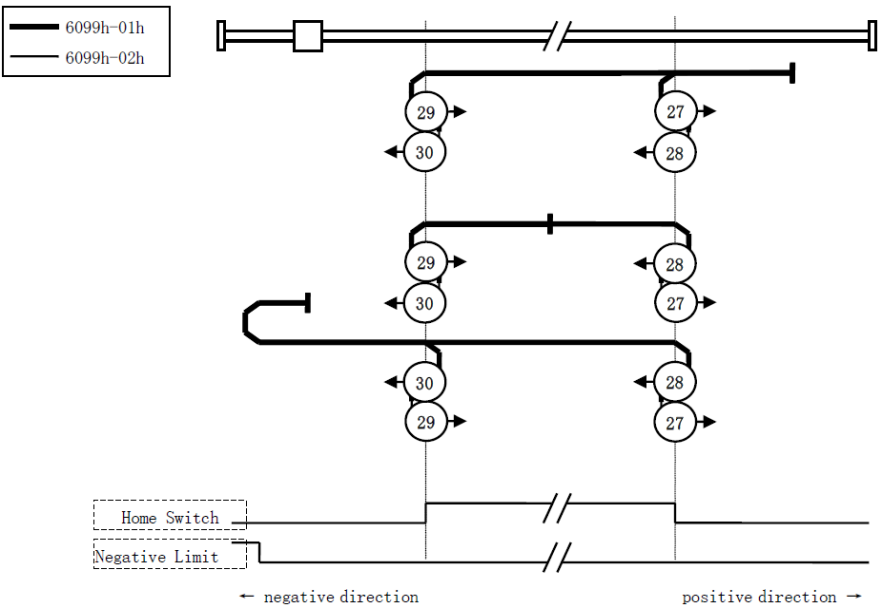 6099h-01h
6099h-02h
29 27
30 28
29 28
30 27
30 28
29 27
Home Switch
Negative Limit
← negative direction positive direction →